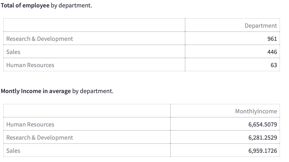 Total of employee by department.
Department
Research & Development 961
Sales 446
Human Resources 63
Montly Income in average by department.
MonthlyIncome
Human Resources 6,654.5079
Research & Development 6,281.2529
Sales 6,959.1726